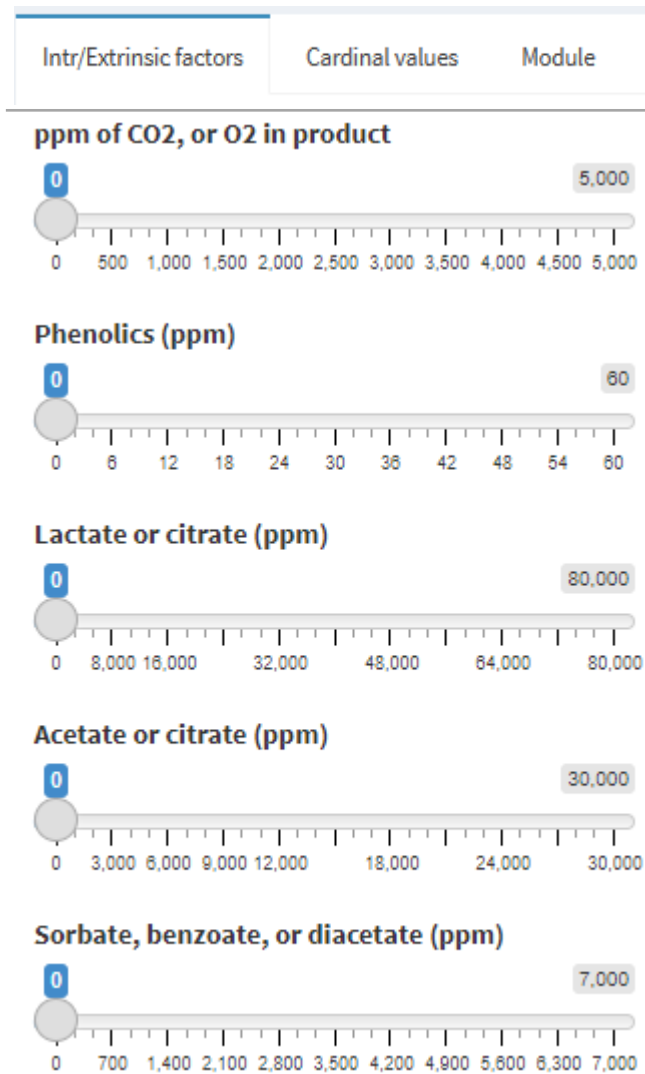 Intr/Extrinsic factors Cardinal values Module
ppm of CO2, or O2 in product
0 5,000
0 500 1,000 1,500 2,000 2,500 3,000 3,500 4,000 4,500 5,000
Phenolics (ppm)
0 60
0 6 12 18 24 30 36 42 48 54 60
Lactate or citrate (ppm)
0 80,000
0 8,000 16,000 32,000 48,000 64,000 80,000
Acetate or citrate (ppm)
0 30,000
0 3,000 6,000 9,000 12,000 18,000 24,000 30,000
Sorbate, benzoate, or diacetate (ppm)
0 7,000
0 700 1,400 2,100 2,800 3,500 4,200 4,900 5,600 6,300 7,000